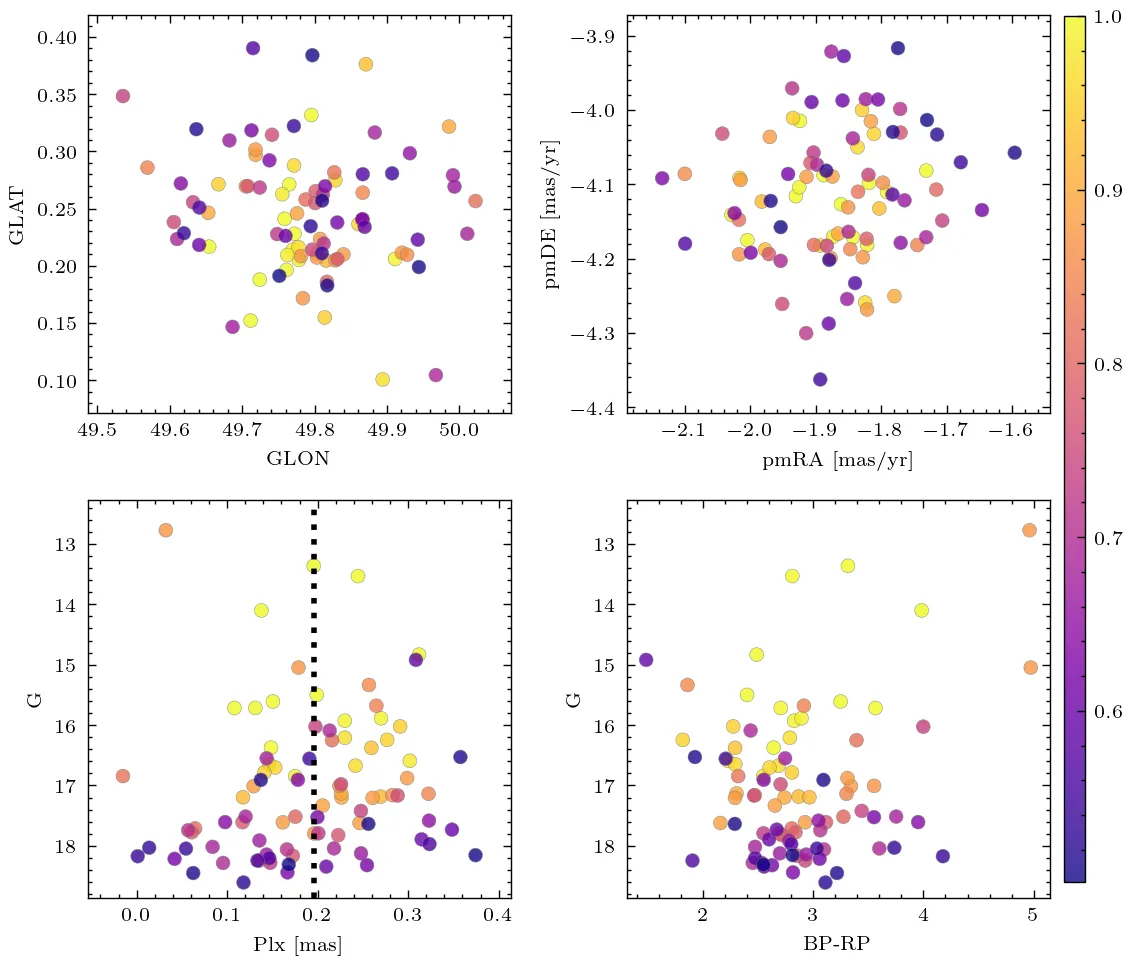 0.40
0.35
0.30
0.25
0.20
0.15
0.10
GLAT
49.5 49.6 49.7 49.8 49.9 50.0
GLON
−3.9
−4.0
−4.1
−4.2
−4.3
−4.4
pmDE [mas/yr]
−2.1 −2.0 −1.9 −1.8 −1.7 −1.6
pmRA [mas/yr]
1.0
0.9
0.8
0.7
0.6
13
14
15
16
17
18
G
0.0 0.1 0.2 0.3 0.4
Plx [mas]
13
14
15
16
17
18
G
2 3 4 5
BP-RP